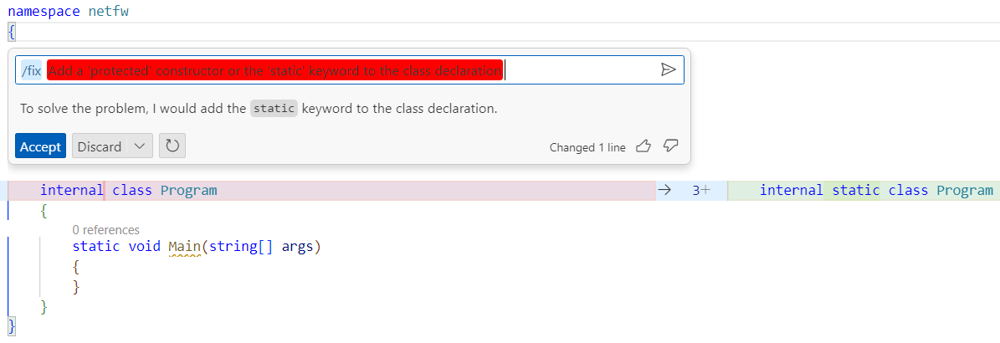 namespace netfw
{
/fix Add a 'protected' constructor or the 'static' keyword to the class declaration
To solve the problem, I would add the static keyword to the class declaration.
Accept Discard Changed 1 line
internal class Program → 3+ internal static class Program
{
0 references
static void Main(string[] args)
{
}
}
}